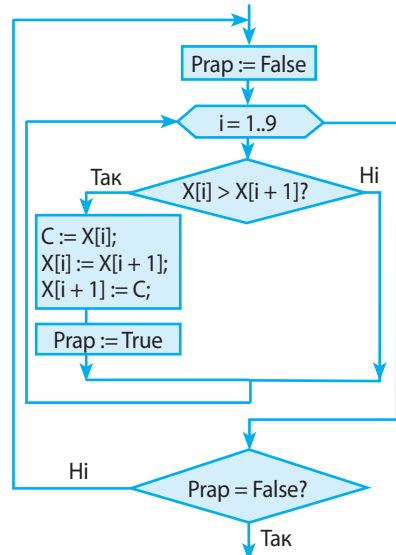 Prap := False
i = 1..9
Так
Ні
X[i] > X[i + 1]?
C := X[i];
X[i] := X[i + 1];
X[i + 1] := C;
Prap := True
Ні
Prap = False?
Так